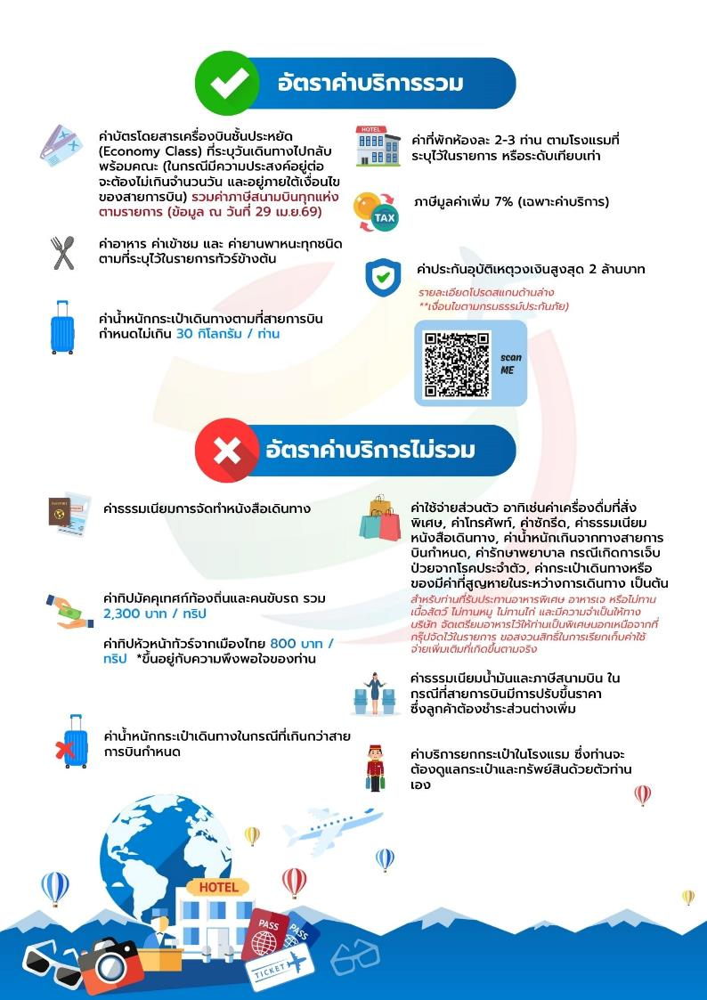 อัตราค่าบริการรวม
ค่าบัตรโดยสารเครื่องบินชั้นประหยัด
(Economy Class) ที่ระบุวันเดินทางไปกลับ
พร้อมคณะ (ในกรณีมีความประสงค์อยู่ต่อ
จะต้องไม่เกินจำนวนวัน และอยู่ภายใต้เงื่อนไข
ของสายการบิน) รวมค่าภาษีสนามบินทุกแห่ง
ตามรายการ (ข้อมูล ณ วันที่ 29 เม.ย.69)
ค่าอาหาร ค่าเข้าชม และ ค่ายานพาหนะทุกชนิด
ตามที่ระบุไว้ในรายการทัวร์ข้างต้น
ค่าน้ำหนักกระเป๋าเดินทางตามที่สายการบิน
กำหนดไม่เกิน 30 กิโลกรัม / ท่าน
HOTEL
ค่าที่พักห้องละ 2-3 ท่าน ตามโรงแรมที่
ระบุไว้ในรายการ หรือระดับเทียบเท่า
TAX
ภาษีมูลค่าเพิ่ม 7% (เฉพาะค่าบริการ)
ค่าประกันอุบัติเหตุวงเงินสูงสุด 2 ล้านบาท
รายละเอียดโปรดสแกนด้านล่าง
**เงื่อนไขตามกรมธรรม์ประกันภัย)
scan
ME
อัตราค่าบริการไม่รวม
ค่าธรรมเนียมการจัดทำหนังสือเดินทาง
ค่าทิปมัคคุเทศก์ท้องถิ่นและคนขับรถ รวม
2,300 บาท / ทริป
ค่าทิปหัวหน้าทัวร์จากเมืองไทย 800 บาท /
ทริป *ขึ้นอยู่กับความพึงพอใจของท่าน
ค่าน้ำหนักกระเป๋าเดินทางในกรณีที่เกินกว่าสาย
การบินกำหนด
ค่าใช้จ่ายส่วนตัว อาทิเช่นค่าเครื่องดื่มที่สั่ง
พิเศษ, ค่าโทรศัพท์, ค่าซักรีด, ค่าธรรมเนียม
หนังสือเดินทาง, ค่าน้ำหนักเกินจากทางสายการ
บินกำหนด, ค่ารักษาพยาบาล กรณีเกิดการเจ็บ
ป่วยจากโรคประจำตัว, ค่ากระเป๋าเดินทางหรือ
ของมีค่าที่สูญหายในระหว่างการเดินทาง เป็นต้น
สำหรับท่านที่รับประทานอาหารพิเศษ อาหารเจ หรือไม่ทาน
เนื้อสัตว์ ไม่ทานหมู ไม่ทานไก่ และมีความจำเป็นให้ทาง
บริษัท จัดเตรียมอาหารไว้ให้ท่านเป็นพิเศษนอกเหนือจากที่
กรุ๊ปจัดไว้ในรายการ ขอสงวนสิทธิ์ในการเรียกเก็บค่าใช้
จ่ายเพิ่มเติมที่เกิดขึ้นตามจริง
ค่าธรรมเนียมน้ำมันและภาษีสนามบิน ใน
กรณีที่สายการบินมีการปรับขึ้นราคา
ซึ่งลูกค้าต้องชำระส่วนต่างเพิ่ม
ค่าบริการยกกระเป๋าในโรงแรม ซึ่งท่านจะ
ต้องดูแลกระเป๋าและทรัพย์สินด้วยตัวท่าน
เอง
HOTEL
PASS
PASS
TICKET